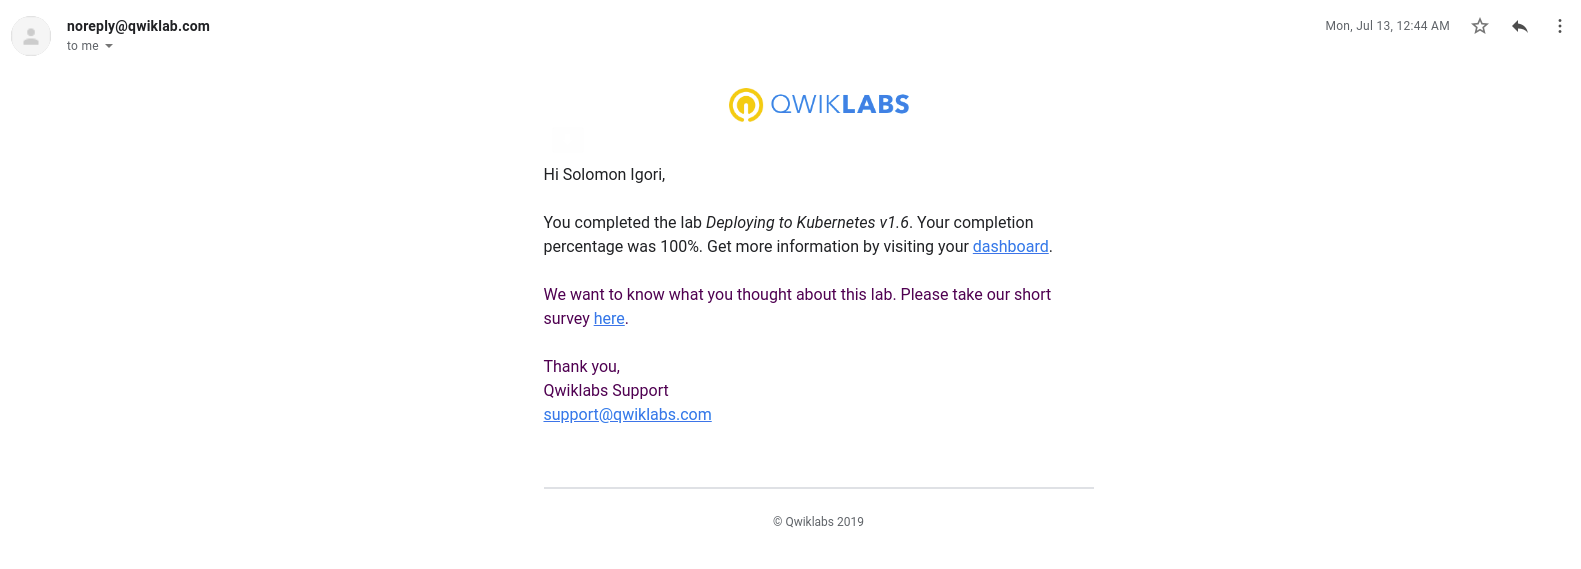 noreply@qwiklab.com
Mon, Jul 13, 12:44 AM
to me
QWIKLABS
Hi Solomon Igori,
You completed the lab Deploying to Kubernetes v1.6. Your completion
percentage was 100%. Get more information by visiting your dashboard.
We want to know what you thought about this lab. Please take our short
survey here.
Thank you,
Qwiklabs Support
support@qwiklabs.com
© Qwiklabs 2019